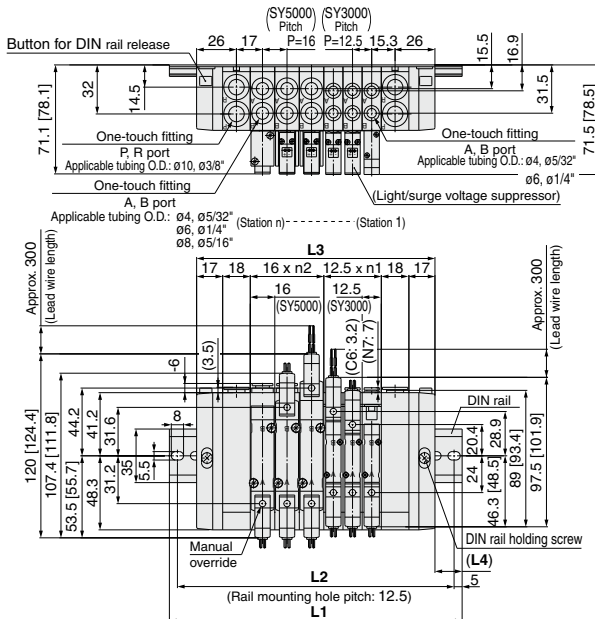 (SY5000) (SY3000)
Pitch Pitch
26 17 P=16 P=12.5 15.3 26
15.5
16.9
Button for DIN rail release
71.1 [78.1]
32
14.5
31.5
71.5 [78.5]
One-touch fitting
P, R port
Applicable tubing O.D.: ø10, ø3/8"
One-touch fitting
A, B port
Applicable tubing O.D.: ø4, ø5/32"
ø6, ø1/4"
ø8, ø5/16"
One-touch fitting
A, B port
Applicable tubing O.D.: ø4, ø5/32"
ø6, ø1/4"
(Light/surge voltage suppressor)
(Station n) (Station 1)
L3
17 18 16 x n2 12.5 x n1 18 17
16 12.5
(SY5000) (SY3000)
Approx. 300
(Lead wire length)
Approx. 300
(Lead wire length)
(C6: 3.2)
(N7: 7)
-6
(3.5)
DIN rail
120 [124.4]
107.4 [111.8]
53.5 [55.7]
44.2
41.2
31.6
8
35
5.5
31.2
48.3
20.4
28.9
24
46.3 [48.5]
89 [93.4]
97.5 [101.9]
Manual
override
DIN rail holding screw
(L4)
L2
5
(Rail mounting hole pitch: 12.5)
L1